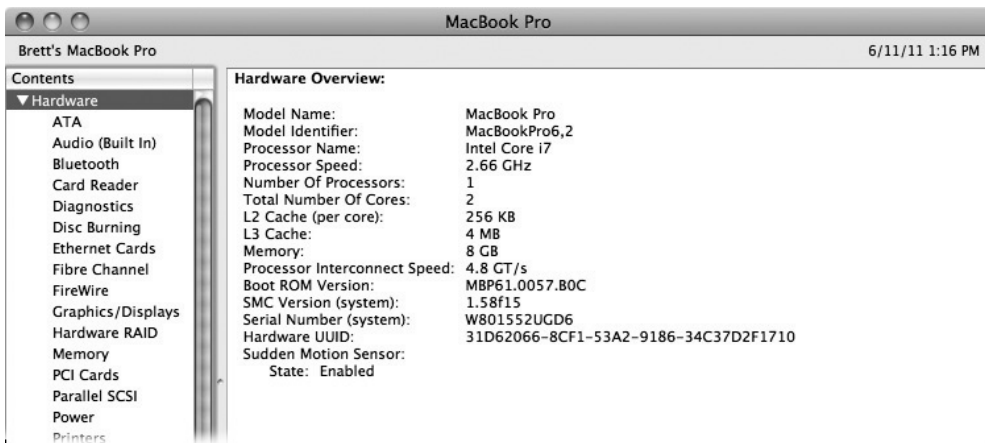 MacBook Pro
Brett's MacBook Pro
6/11/11 1:16 PM
Contents
Hardware
ATA
Audio (Built In)
Bluetooth
Card Reader
Diagnostics
Disc Burning
Ethernet Cards
Fibre Channel
FireWire
Graphics/Displays
Hardware RAID
Memory
PCI Cards
Parallel SCSI
Power
Printers
Hardware Overview:
Model Name: MacBook Pro
Model Identifier: MacBookPro6,2
Processor Name: Intel Core i7
Processor Speed: 2.66 GHz
Number Of Processors: 1
Total Number Of Cores: 2
L2 Cache (per core): 256 KB
L3 Cache: 4 MB
Memory: 8 GB
Processor Interconnect Speed: 4.8 GT/s
Boot ROM Version: MBP61.0057.B0C
SMC Version (system): 1.58f15
Serial Number (system): W801552UGD6
Hardware UUID: 31D62066-8CF1-53A2-9186-34C37D2F1710
Sudden Motion Sensor:
State: Enabled